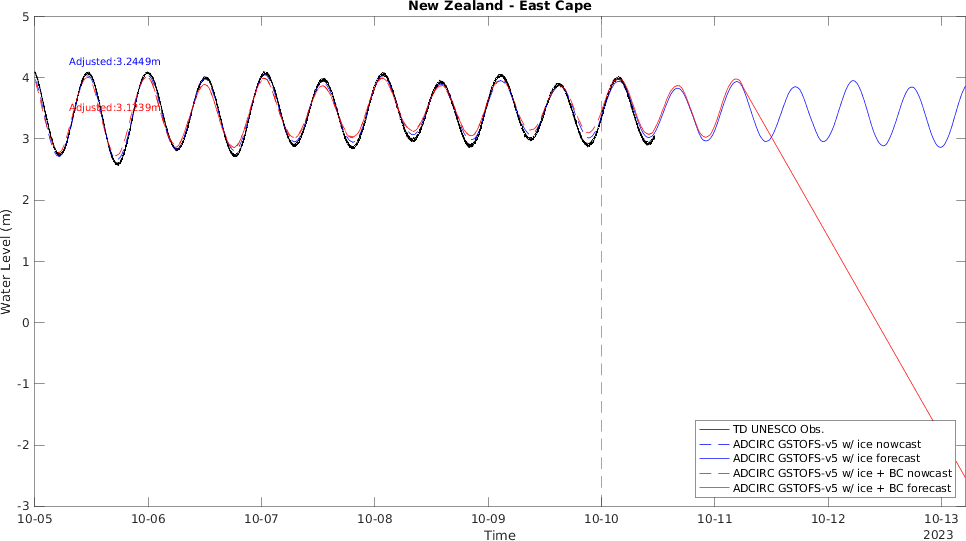 New Zealand - East Cape
5
4
3
2
1
0
-1
-2
-3
Water Level (m)
Adjusted:3.2449m
Adjusted:3.1239m
TD UNESCO Obs.
ADCIRC GSTOFS-v5 w/ ice nowcast
ADCIRC GSTOFS-v5 w/ ice forecast
ADCIRC GSTOFS-v5 w/ ice + BC nowcast
ADCIRC GSTOFS-v5 w/ ice + BC forecast
10-05 10-06 10-07 10-08 10-09 10-10 10-11 10-12 10-13
Time
2023